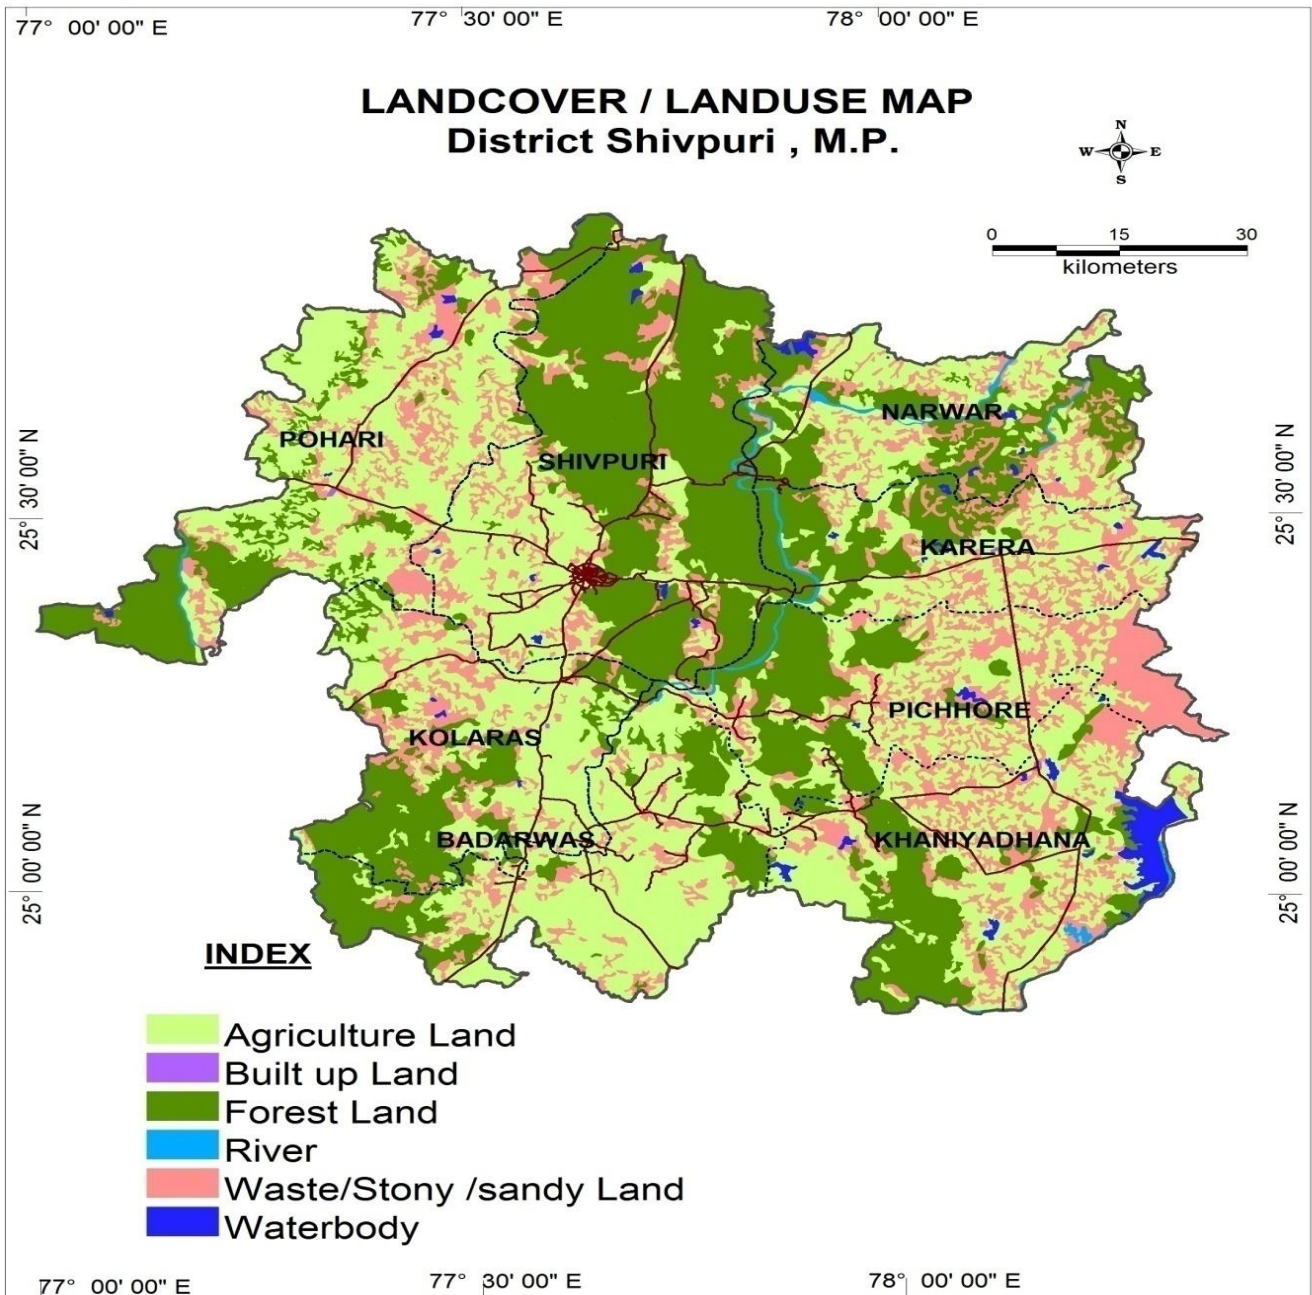 77° 00' 00" E
77° 30' 00" E
78° 00' 00" E
LANDCOVER / LANDUSE MAP
District Shivpuri , M.P.
N
W E
S
0 15 30
kilometers
NARWAR
POHARI
SHIVPURI
25° 30' 00" N
25° 30' 00" N
KARERA
PICHHORE
KOLARAS
BADARWAS
KHANIYADHANA
25° 00' 00" N
25° 00' 00" N
INDEX
Agriculture Land
Built up Land
Forest Land
River
Waste/Stony /sandy Land
Waterbody
77° 00' 00" E
77° 30' 00" E
78° 00' 00" E